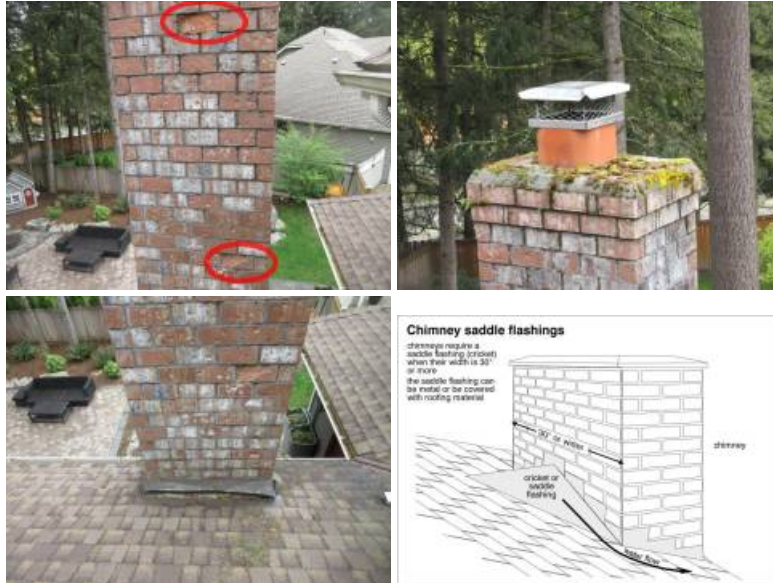 Chimney saddle flashings
chimneys require a
saddle flashing (cricket)
when their width is 30"
or more
the saddle flashing can
be metal or be covered
with roofing material
30" or wider
chimney
cricket or
saddle
flashing
water flow